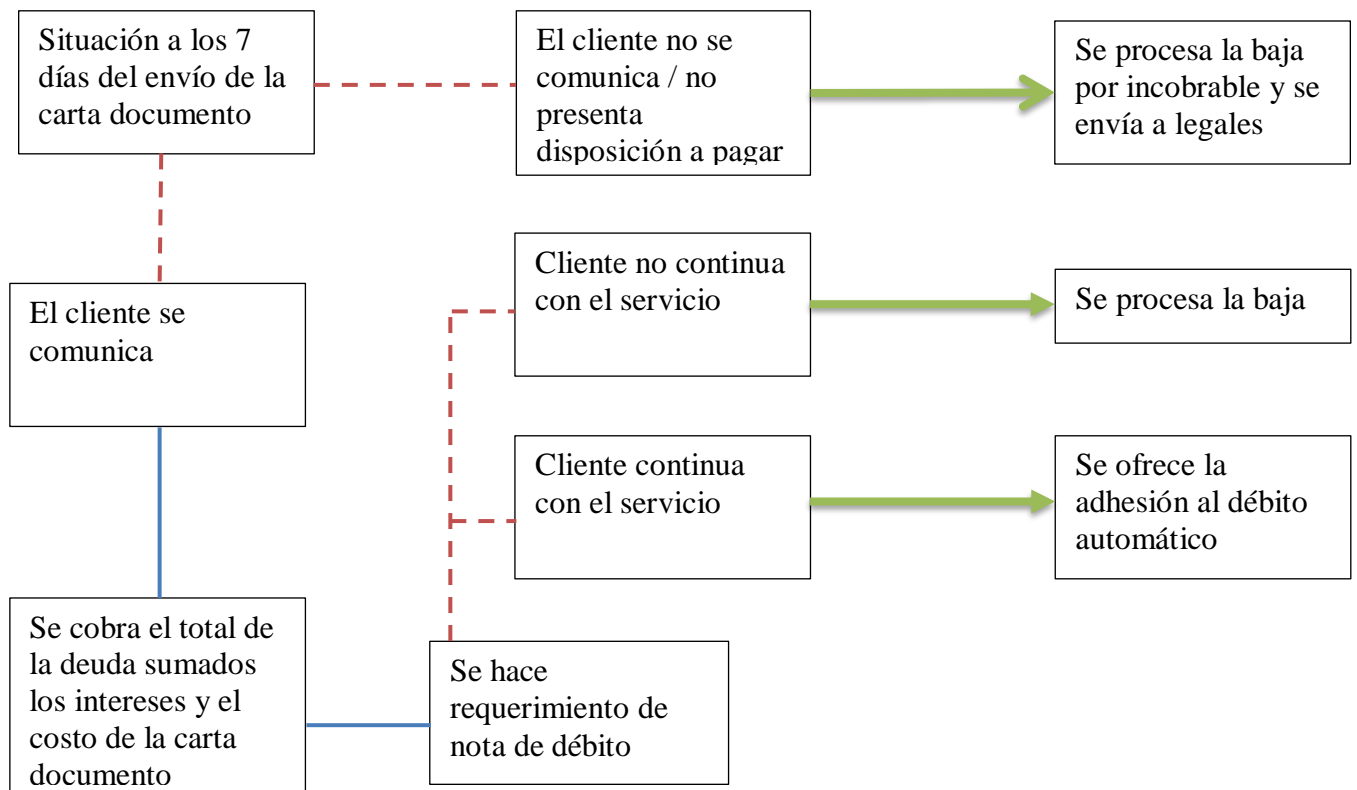 Situación a los 7
días del envío de la
carta documento
El cliente no se
comunica / no
presenta
disposición a pagar
Se procesa la baja
por incobrable y se
envía a legales
El cliente se
comunica
Cliente no continua
con el servicio
Se procesa la baja
Cliente continua
con el servicio
Se ofrece la
adhesión al débito
automático
Se cobra el total de
la deuda sumados
los intereses y el
costo de la carta
documento
Se hace
requerimiento de
nota de débito